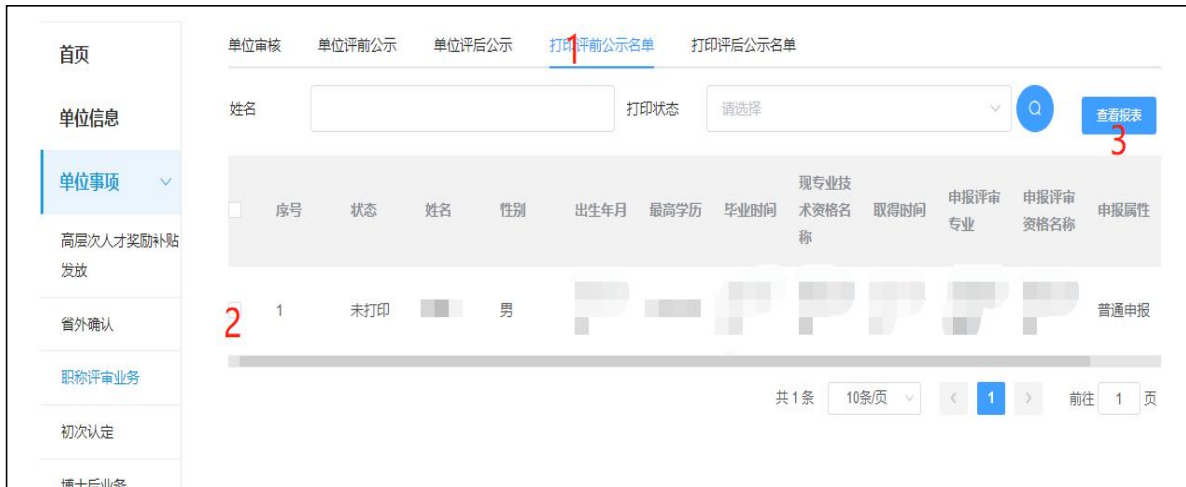 首页
单位信息
单位事项
高层次人才奖励补贴
发放
省外确认
职称评审业务
初次认定
博士后业务
单位审核 单位评前公示 单位评后公示 打印评前公示名单 打印评后公示名单
1
姓名 打印状态 请选择 查看报表
3
序号 状态 姓名 性别 出生年月 最高学历 毕业时间 现专业技术资格名称 取得时间 申报评审专业 申报评审资格名称 申报属性
2 1 未打印 男 普通申报
共 1 条 10条/页 < 1 > 前往 1 页